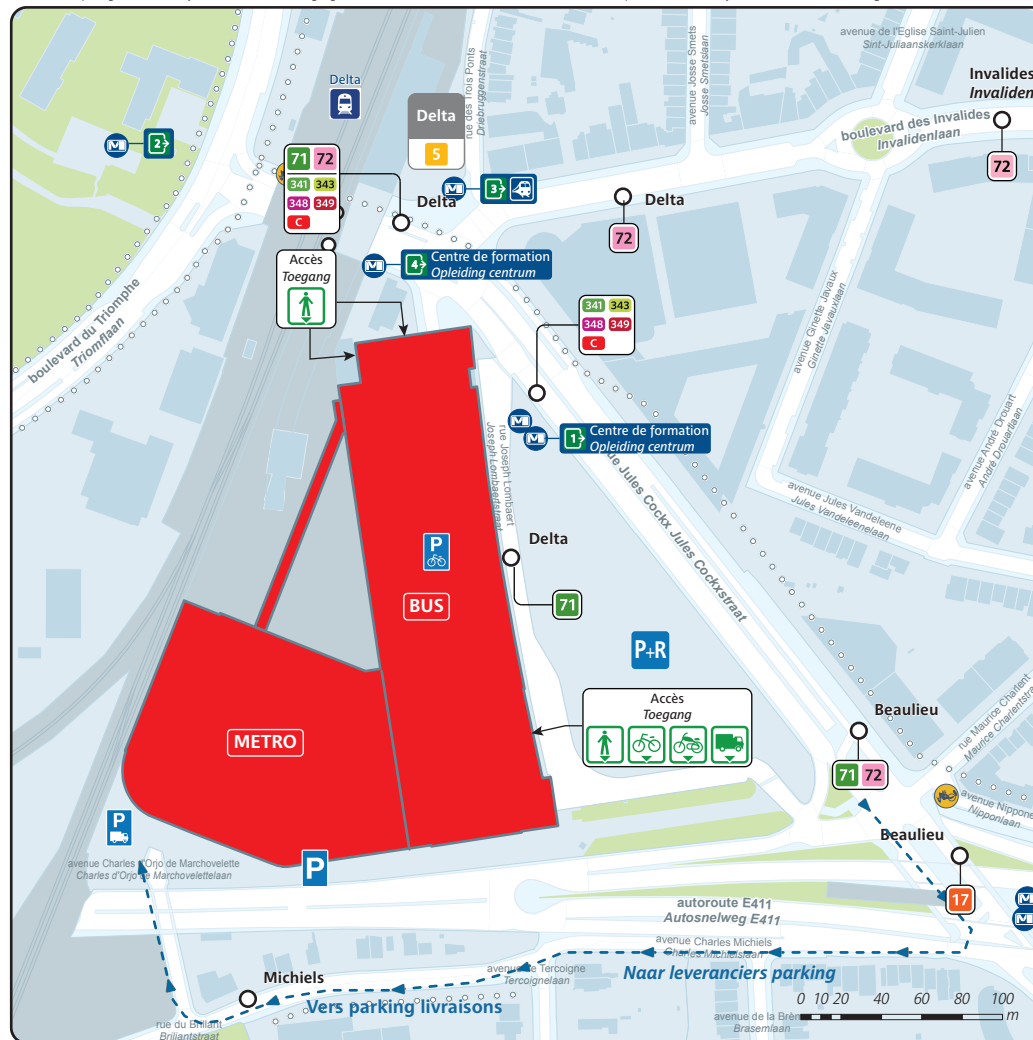 avenue de l'Eglise Saint-Julien
Sint-Juliaanskerklaan
Invalides
Invaliden
boulevard des Invalides
Invalidenlaan
72
avenue Josse Smets
Josse Smetslaan
rue des Trois Ponts
Driebruggenstraat
Delta
Delta
5
2
71 72
341 343
348 349
C
Delta
3
Delta
72
4 Centre de formation
Opleiding centrum
Accès
Toegang
boulevard du Triomphe
Triomflaan
341 343
348 349
C
avenue Ginette Javaux
Ginette Javauxlaan
avenue André Drouart
André Drouartlaan
1 Centre de formation
Opleiding centrum
rue Joseph Lombaert
Joseph Lombaertstraat
Jules Cockx Jules Cockxstraat
avenue Jules Vandeleene
Jules Vandeleenelaan
P
BUS
Delta
71
P+R
Accès
Toegang
METRO
Beaulieu
71 72
rue Maurice Charlent
Maurice Charlentstra
avenue Nippone
Nipponlaan
Beaulieu
17
P
avenue Charles d'Orjo de Marchovelette
Charles d'Orjo de Marchovelettelaan
P
autoroute E411
Autosnelweg E411
avenue Charles Michiels
Charles Michielslaan
Naar leveranciers parking
avenue de Tercoigne
Tercoignelaan
Michiels
Vers parking livraisons
rue du Brillant
Briljantstraat
avenue de la Brèm
Brasemlaan
0 10 20 40 60 80 100
m